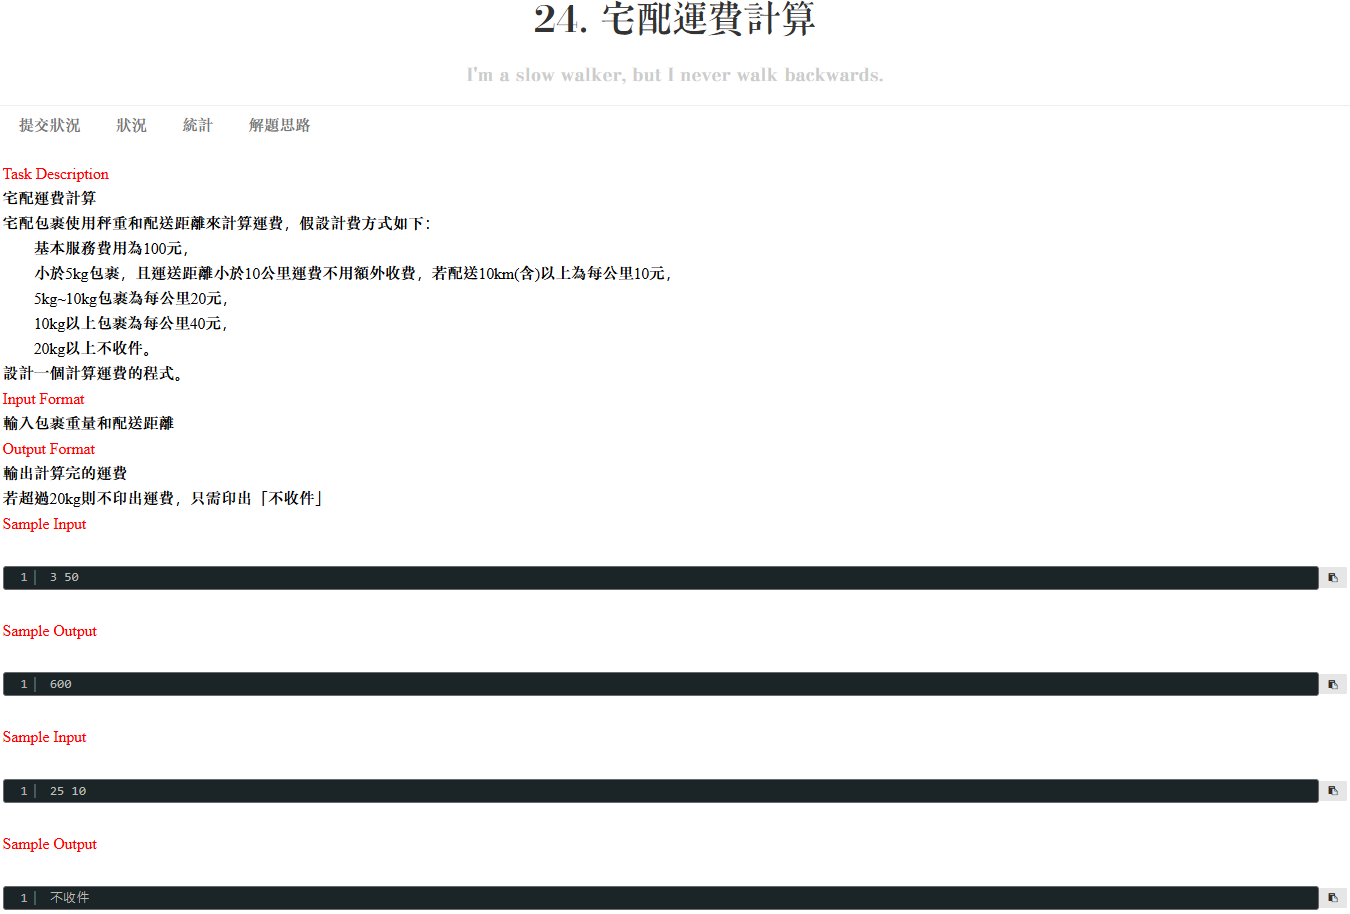 24. 宅配運費計算
I'm a slow walker, but I never walk backwards.
提交狀況 狀況 統計 解題思路
Task Description
宅配運費計算
宅配包裹使用秤重和配送距離來計算運費，假設計費方式如下：
基本服務費用為100元，
小於5kg包裹，且運送距離小於10公里運費不用額外收費，若配送10km(含)以上為每公里10元，
5kg~10kg包裹為每公里20元，
10kg以上包裹為每公里40元，
20kg以上不收件。
設計一個計算運費的程式。
Input Format
輸入包裹重量和配送距離
Output Format
輸出計算完的運費
若超過20kg則不印出運費，只需印出「不收件」
Sample Input
1 3 50
Sample Output
1 600
Sample Input
1 25 10
Sample Output
1 不收件